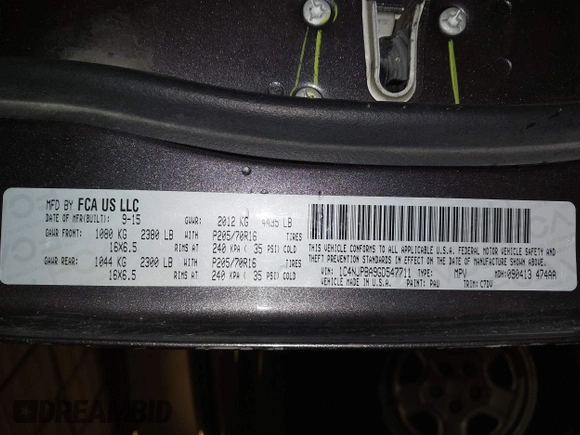 MFD BY FCA US LLC
DATE OF MFR(BUILT): 9-15 GVWR: 2012 KG 4435 LB
GAWR FRONT: 1080 KG 2380 LB WITH P205/70R16 TIRES
16X6.5 RIMS AT 240 KPA ( 35 PSI) COLD
GAWR REAR: 1044 KG 2300 LB WITH P205/70R16 TIRES
16X6.5 RIMS AT 240 KPA ( 35 PSI) COLD
THIS VEHICLE CONFORMS TO ALL APPLICABLE U.S.A. FEDERAL MOTOR VEHICLE SAFETY AND
THEFT PREVENTION STANDARDS IN EFFECT ON THE DATE OF MANUFACTURE SHOWN ABOVE.
VIN: 1C4NJPBA9GD547711 TYPE: MPV MDH: 090413 474AA
VEHICLE MADE IN U.S.A. PAINT: PAU TRIM: C7DV
DREAMBID